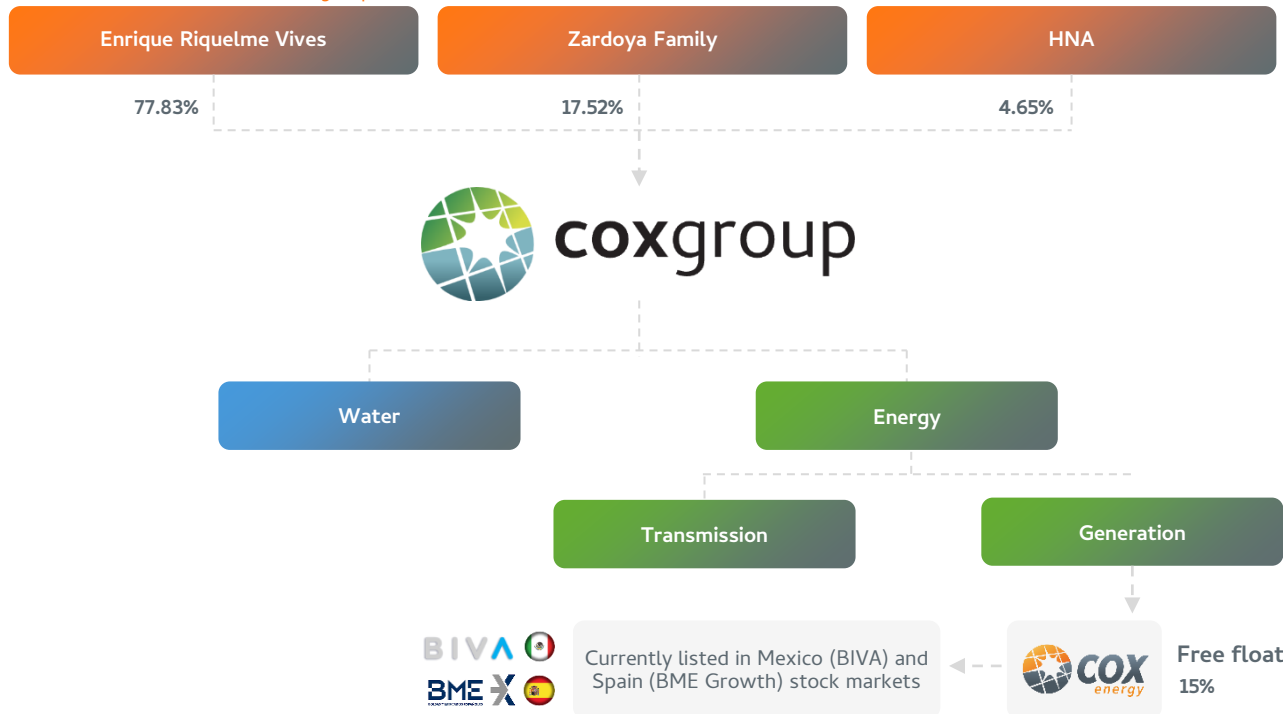 Enrique Riquelme Vives
Zardoya Family
HNA
77.83%
17.52%
4.65%
coxgroup
Water
Energy
Transmission
Generation
BIVA
BME X
Currently listed in Mexico (BIVA) and
Spain (BME Growth) stock markets
cox
energy
Free float
15%